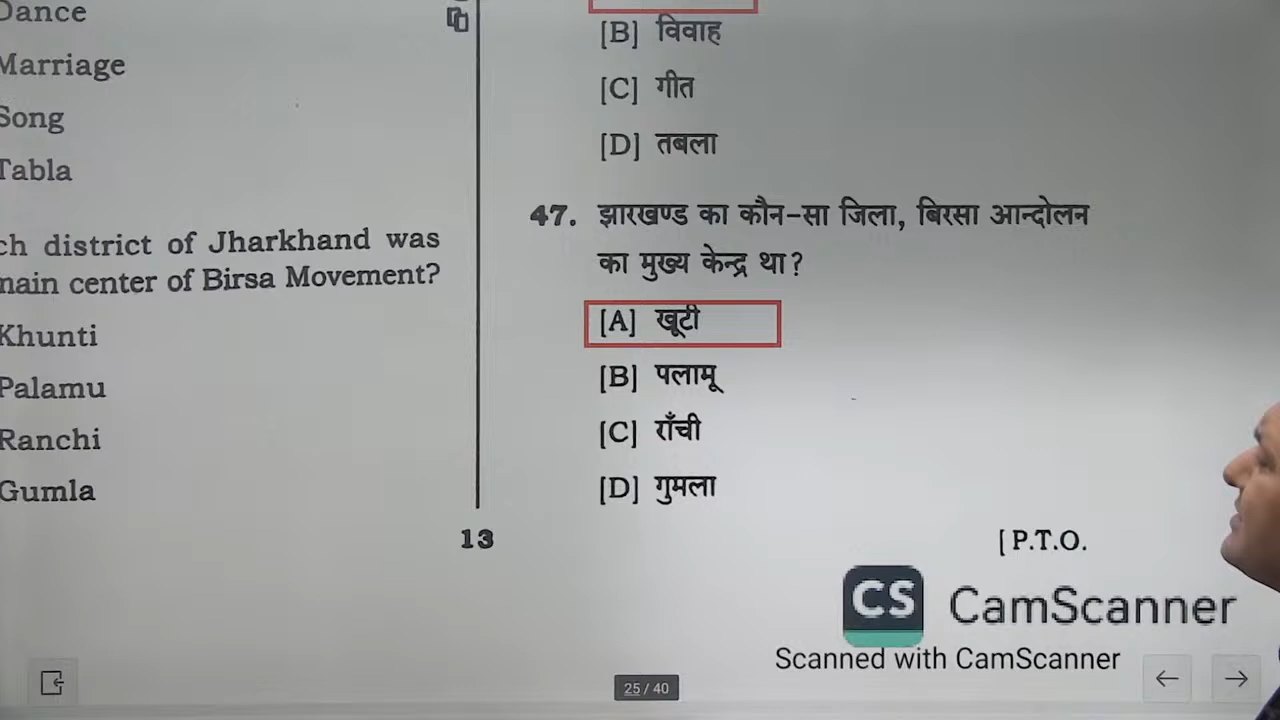 Dance
Marriage
Song
Tabla
ch district of Jharkhand was
main center of Birsa Movement?
Khunti
Palamu
Ranchi
Gumla
[B] विवाह
[C] गीत
[D] तबला
47. झारखण्ड का कौन-सा जिला, बिरसा आन्दोलन
का मुख्य केन्द्र था?
[A] खूटी
[B] पलामू
[C] राँची
[D] गुमला
13
[ P.T.O.
CS CamScanner
Scanned with CamScanner
25 / 40